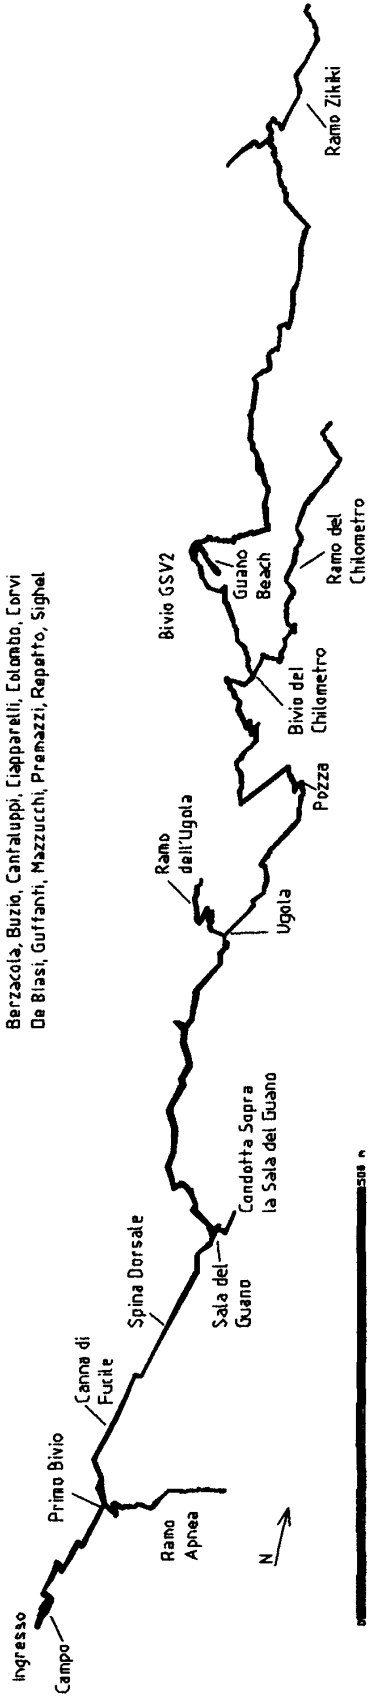 Berzacola, Buzio, Cantaluppi, Ciapparelli, Colombo, Corvi
De Blasi, Guffanti, Mazzucchi, Premazzi, Repetto, Sighel
Ingresso
Campo
Primo Bivio
Ramo
Apnea
Canna di
Fucile
Spina Dorsale
Sala del
Guano
Condotta Sopra
la Sala del Guano
Ugola
Ramo
dell'Ugola
Pozza
Bivio del
Chilometro
Bivio GSV2
Guano
Beach
Ramo del
Chilometro
Ramo Zikiki
N
500 m